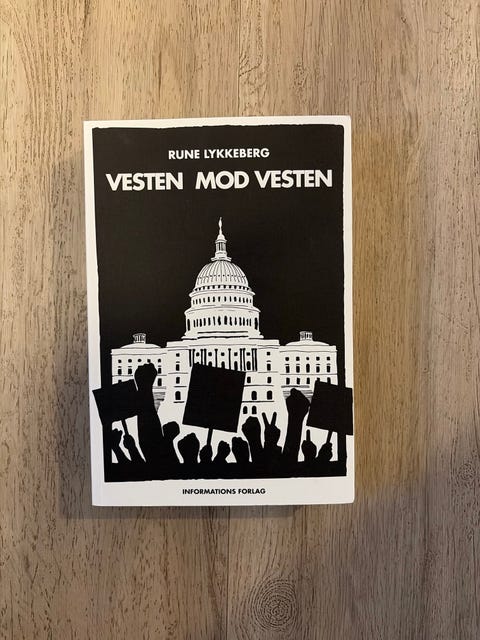 RUNE LYKKEBERG
VESTEN MOD VESTEN
INFORMATIONS FORLAG